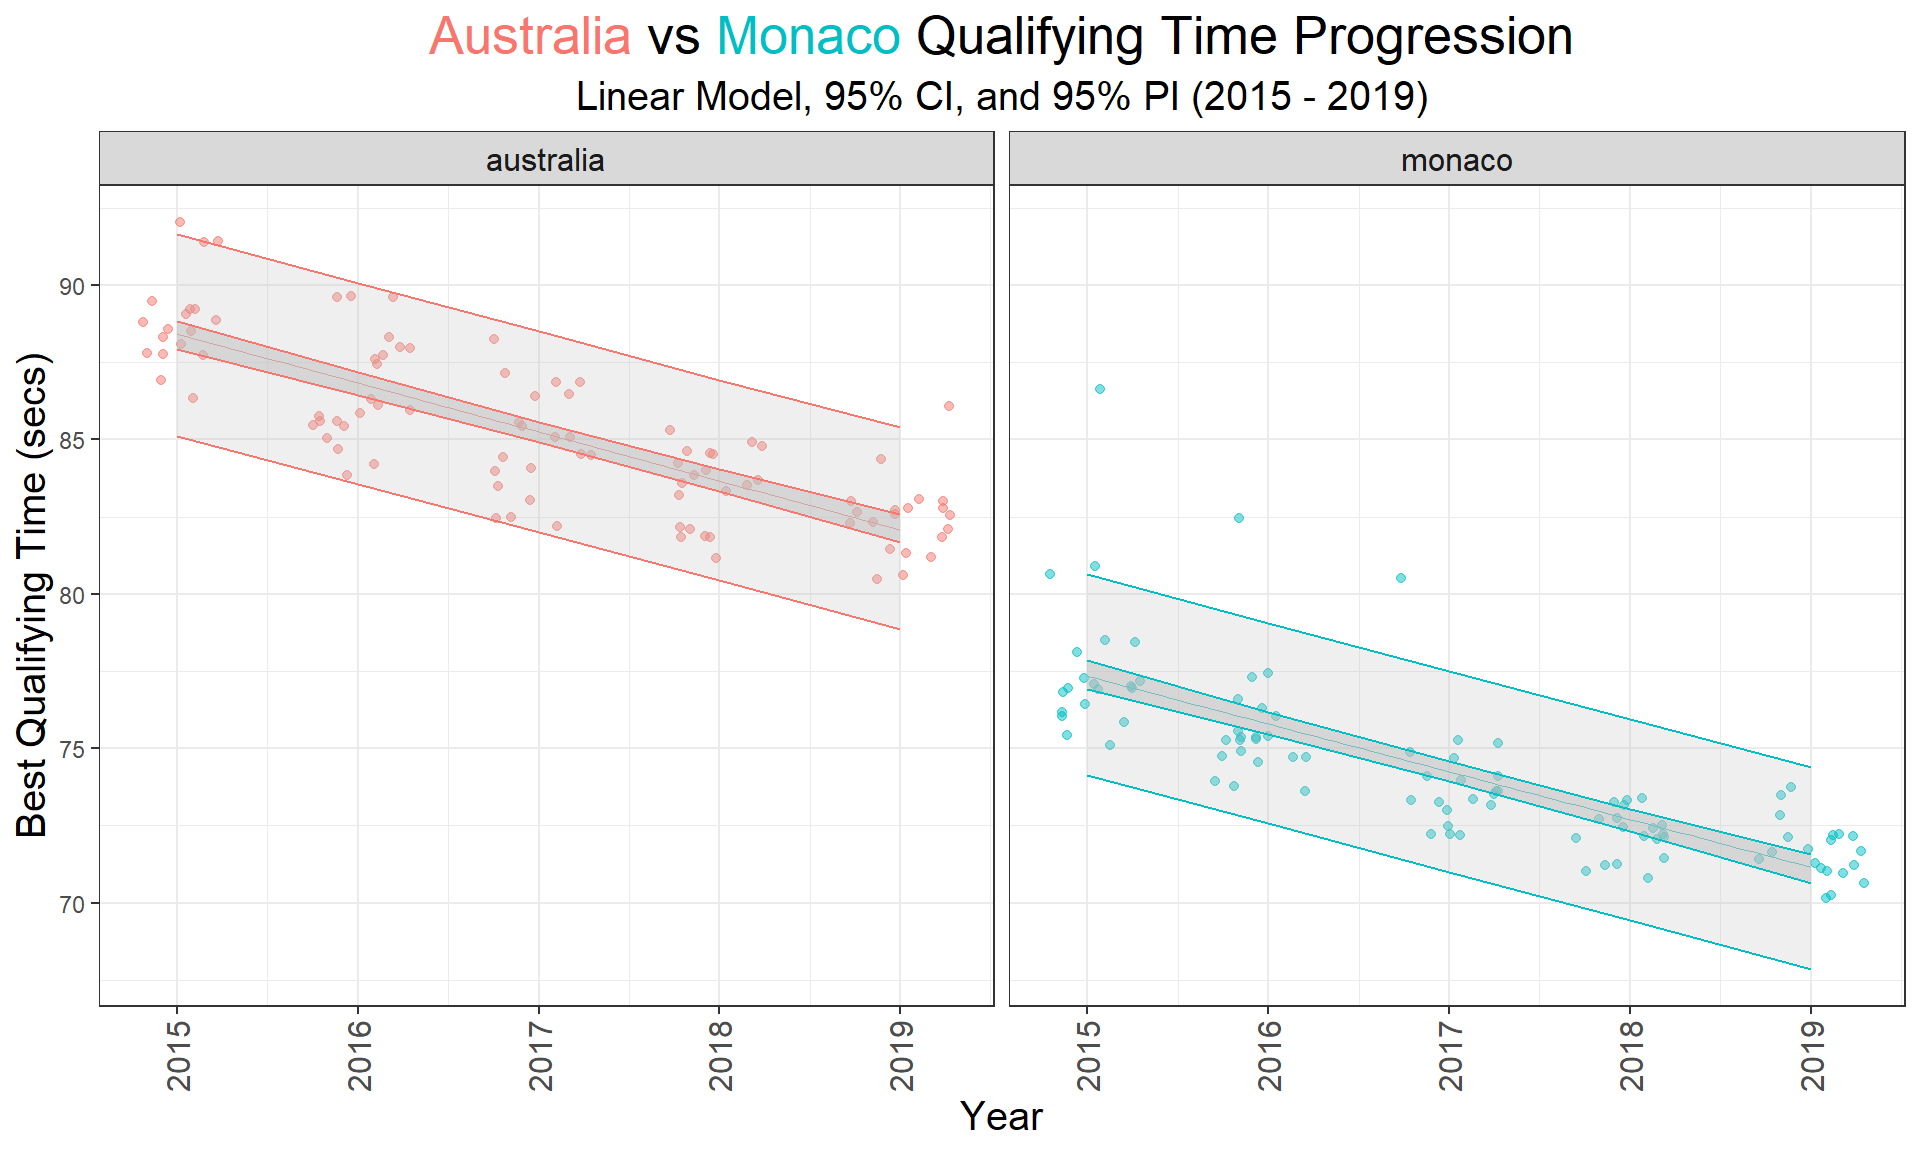 Australia vs Monaco Qualifying Time Progression
Linear Model, 95% CI, and 95% PI (2015 - 2019)
australia
monaco
Best Qualifying Time (secs)
90
85
80
75
70
2015
2016
2017
2018
2019
2015
2016
2017
2018
2019
Year